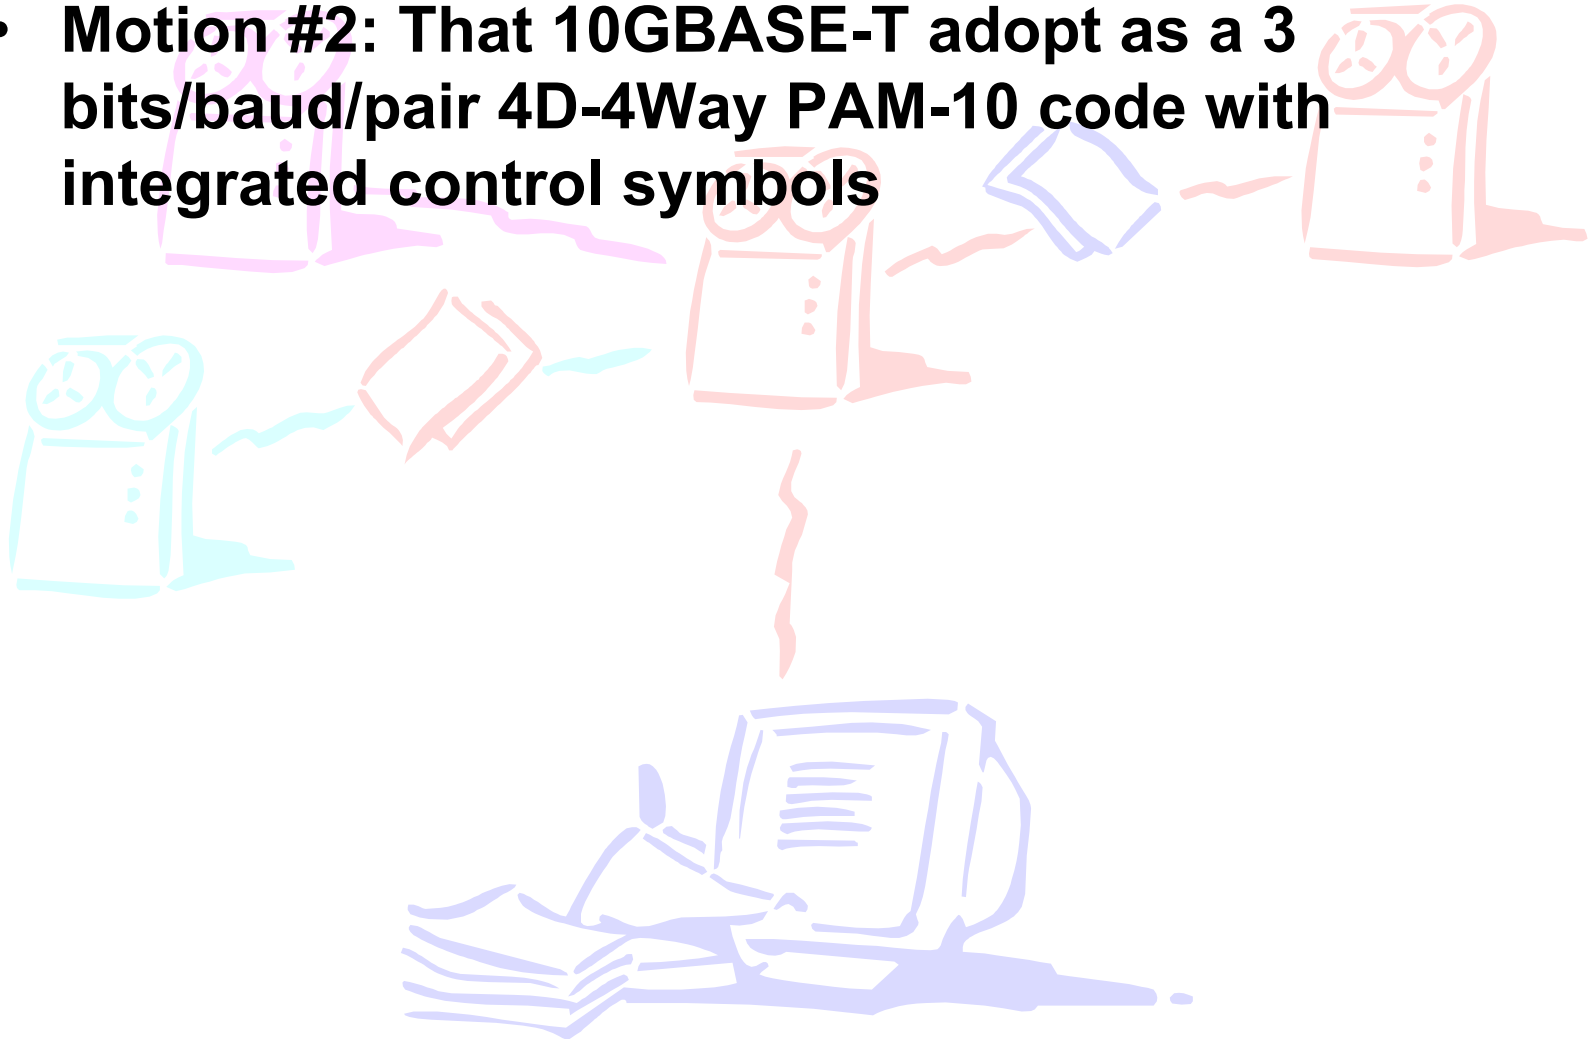 • Motion #2: That 10GBASE-T adopt as a 3
bits/baud/pair 4D-4Way PAM-10 code with
integrated control symbols